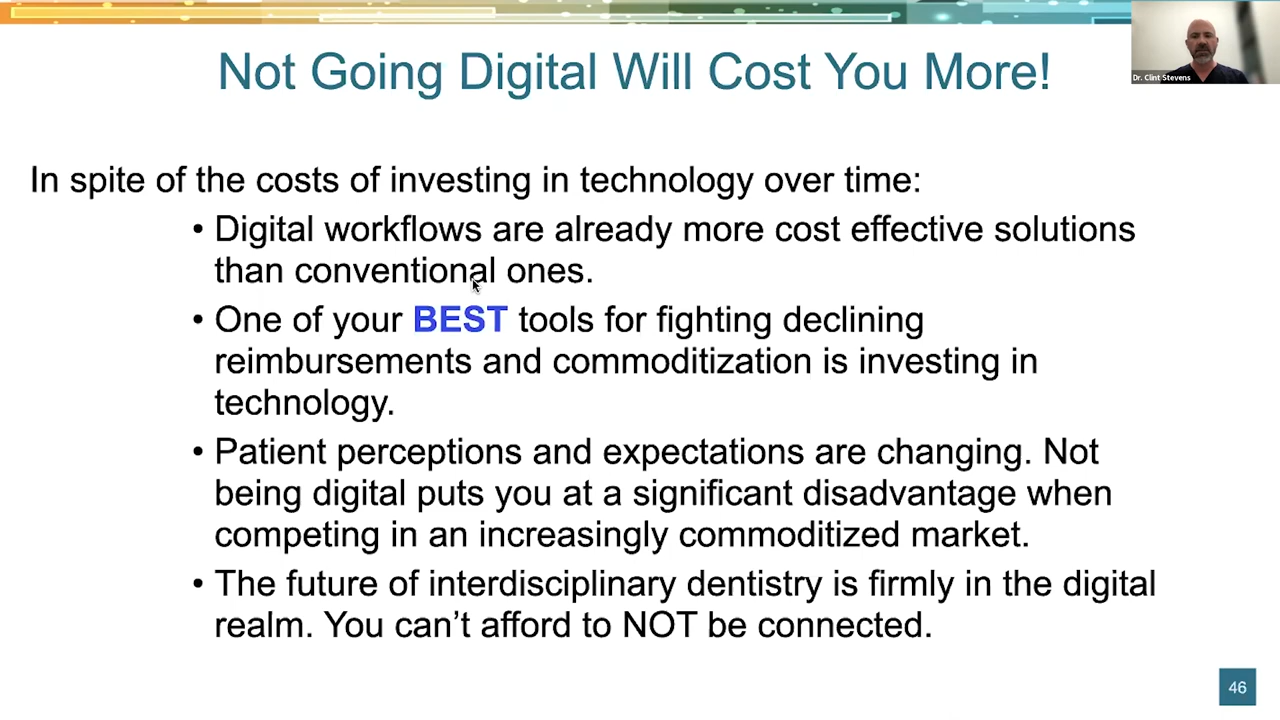 Not Going Digital Will Cost You More!
Dr. Clint Stevens
In spite of the costs of investing in technology over time:
• Digital workflows are already more cost effective solutions
than conventional ones.
• One of your BEST tools for fighting declining
reimbursements and commoditization is investing in
technology.
• Patient perceptions and expectations are changing. Not
being digital puts you at a significant disadvantage when
competing in an increasingly commoditized market.
• The future of interdisciplinary dentistry is firmly in the digital
realm. You can’t afford to NOT be connected.
46